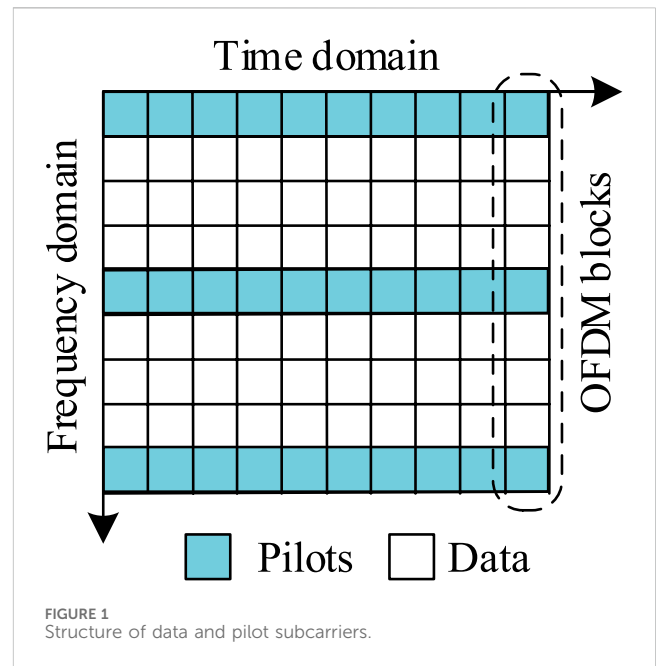 Time domain
Frequency domain
OFDM blocks
Pilots
Data
FIGURE 1
Structure of data and pilot subcarriers.